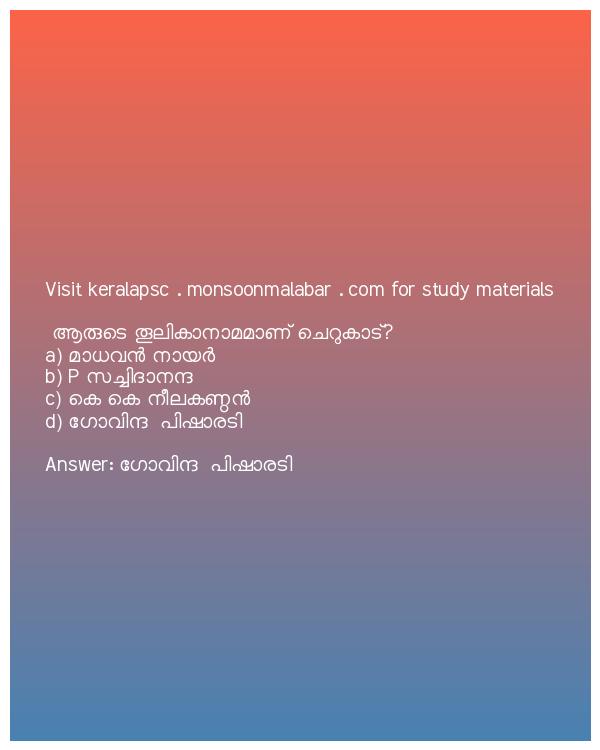 Visit keralapsc . monsoonmalabar . com for study materials
ആരുടെ തൂലികാനാമമാണ് ചെറുകാട്?
a) മാധവൻ നായർ
b) P സച്ചിദാനന്ദ
c) കെ കെ നീലകണ്ഠൻ
d) ഗോവിന്ദ പിഷാരടി
Answer: ഗോവിന്ദ പിഷാരടി